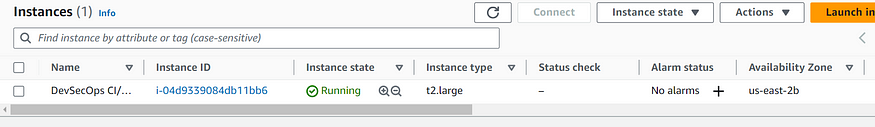 Instances (1) Info
Connect Instance state Actions Launch in
Find instance by attribute or tag (case-sensitive)
Name Instance ID Instance state Instance type Status check Alarm status Availability Zone
DevSecOps CI/... i-04d9339084db11bb6 Running t2.large – No alarms + us-east-2b